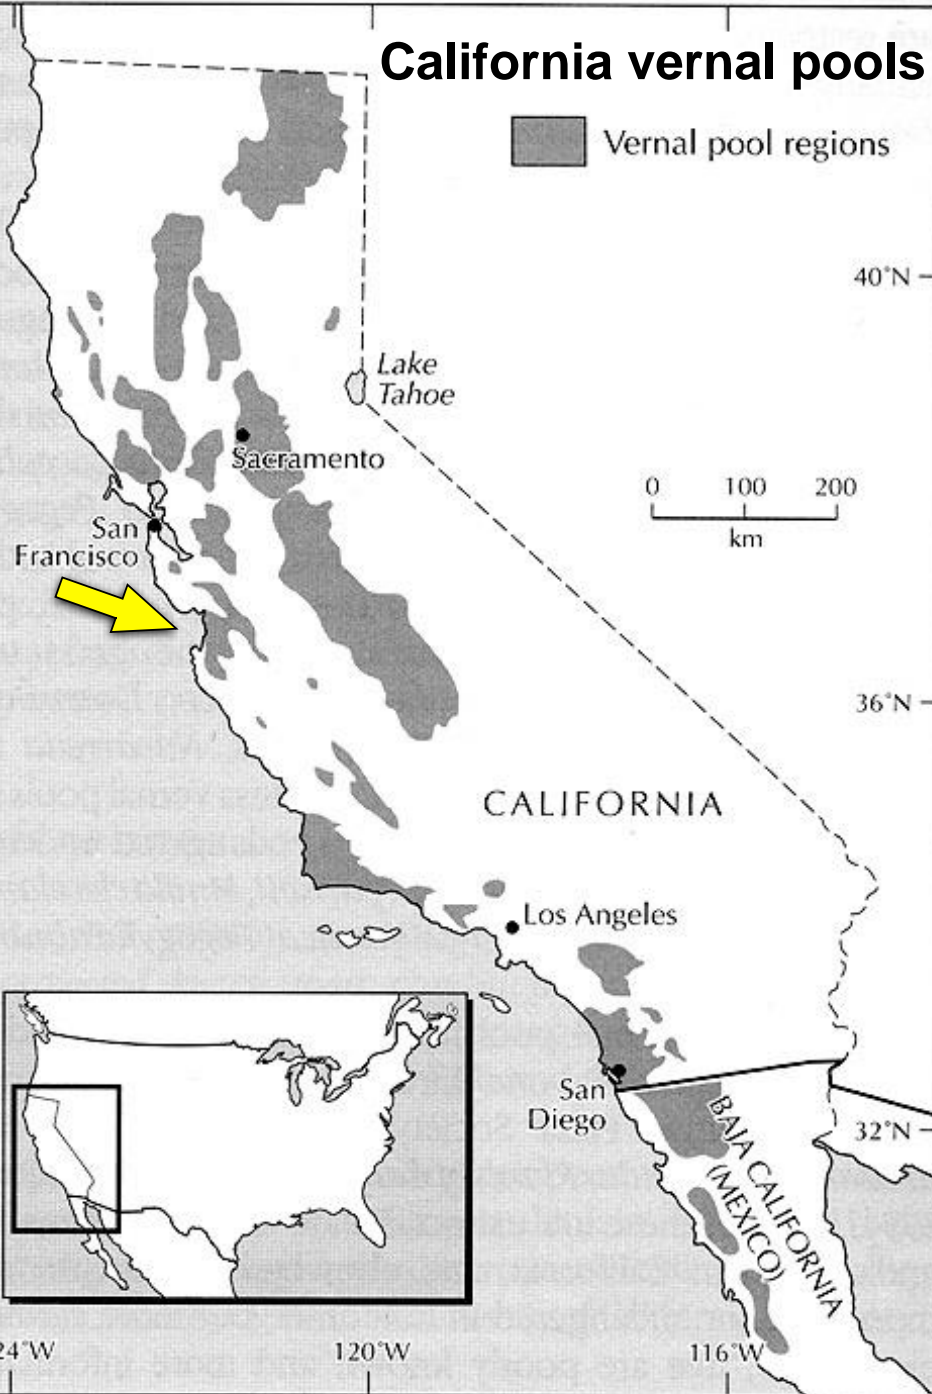 California vernal pools
Vernal pool regions
40°N
Lake
Tahoe
Sacramento
0 100 200
km
San
Francisco
36°N
CALIFORNIA
Los Angeles
San
Diego
BAJA CALIFORNIA
(MEXICO)
32°N
24°W
120°W
116°W